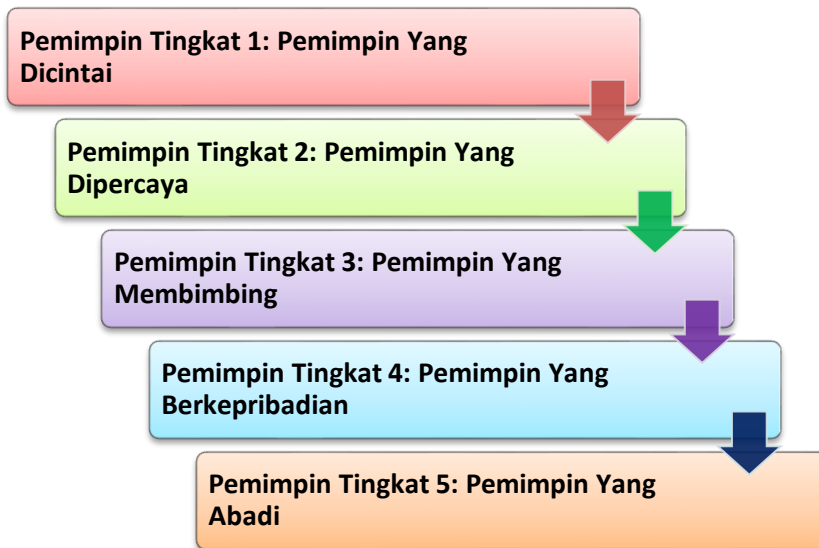 Pemimpin Tingkat 1: Pemimpin Yang
Dicintai
Pemimpin Tingkat 2: Pemimpin Yang
Dipercaya
Pemimpin Tingkat 3: Pemimpin Yang
Membimbing
Pemimpin Tingkat 4: Pemimpin Yang
Berkepribadian
Pemimpin Tingkat 5: Pemimpin Yang
Abadi